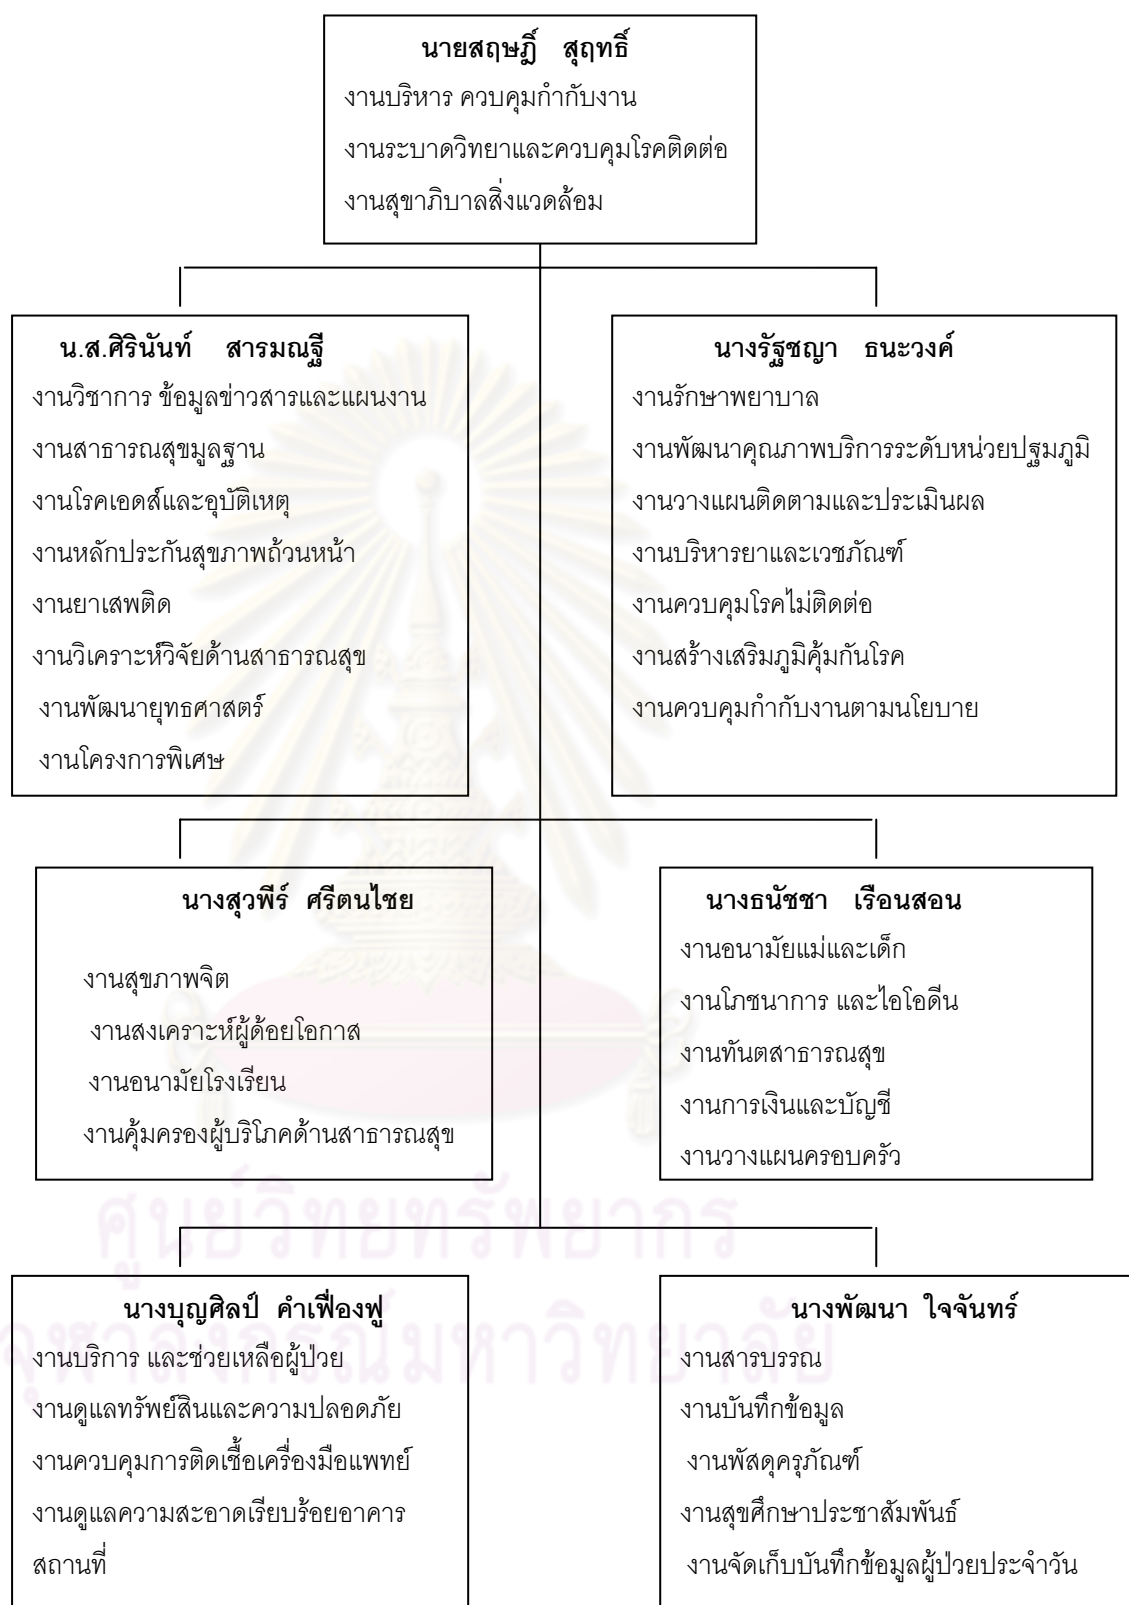 นายสฤษฎิ์ สุฤทธิ์
งานบริหาร ควบคุมกำกับงาน
งานระบาดวิทยาและควบคุมโรคติดต่อ
งานสุขาภิบาลสิ่งแวดล้อม
น.ส.ศิรินันท์ สารมณฐี
งานวิชาการ ข้อมูลข่าวสารและแผนงาน
งานสาธารณสุขมูลฐาน
งานโรคเอดส์และอุบัติเหตุ
งานหลักประกันสุขภาพถ้วนหน้า
งานยาเสพติด
งานวิเคราะห์วิจัยด้านสาธารณสุข
งานพัฒนายุทธศาสตร์
งานโครงการพิเศษ
นางรัฐชญา ธนะวงค์
งานรักษาพยาบาล
งานพัฒนาคุณภาพบริการระดับหน่วยปฐมภูมิ
งานวางแผนติดตามและประเมินผล
งานบริหารยาและเวชภัณฑ์
งานควบคุมโรคไม่ติดต่อ
งานสร้างเสริมภูมิคุ้มกันโรค
งานควบคุมกำกับงานตามนโยบาย
นางสุวพีร์ ศรีตนไชย
งานสุขภาพจิต
งานสงเคราะห์ผู้ด้อยโอกาส
งานอนามัยโรงเรียน
งานคุ้มครองผู้บริโภคด้านสาธารณสุข
นางธนัชชา เรือนสอน
งานอนามัยแม่และเด็ก
งานโภชนาการ และไอโอดีน
งานทันตสาธารณสุข
งานการเงินและบัญชี
งานวางแผนครอบครัว
ศูนย์วิทยทรัพยากร
จุฬาลงกรณ์มหาวิทยาลัย
นางบุญศิลป์ คำเฟื่องฟู
งานบริการ และช่วยเหลือผู้ป่วย
งานดูแลทรัพย์สินและความปลอดภัย
งานควบคุมการติดเชื้อเครื่องมือแพทย์
งานดูแลความสะอาดเรียบร้อยอาคาร
สถานที่
นางพัฒนา ใจจันทร์
งานสารบรรณ
งานบันทึกข้อมูล
งานพัสดุครุภัณฑ์
งานสุขศึกษาประชาสัมพันธ์
งานจัดเก็บบันทึกข้อมูลผู้ป่วยประจำวัน